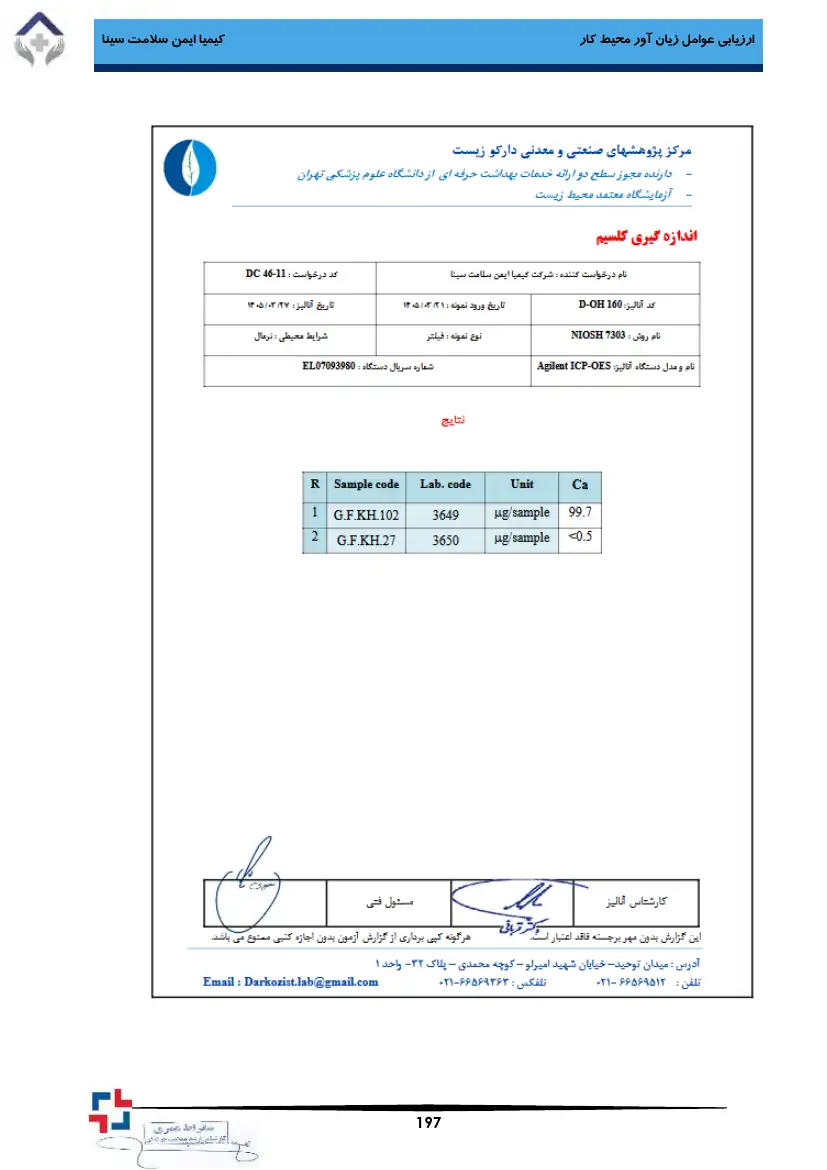 ارزیابی عوامل زیان آور محیط کار
کیمیا ایمن سلامت سینا
مرکز پژوهشهای صنعتی و معدنی دارکو زیست
- دارنده مجوز سطح دو ارائه خدمات بهداشت حرفه ای از دانشگاه علوم پزشکی تهران
- آزمایشگاه معتمد محیط زیست
اندازه گیری کلسیم
نام درخواست کننده : شرکت کیمیا ایمن سلامت سینا
کد درخواست : DC 46-11
کد آنالیز: D-OH 160
تاریخ ورود نمونه : ۱۴۰۵/۰۳/۲۱
تاریخ آنالیز : ۱۴۰۵/۰۳/۲۷
نام روش : NIOSH 7303
نوع نمونه : فیلتر
شرایط محیطی : نرمال
نام و مدل دستگاه آنالیز: Agilent ICP-OES
شماره سریال دستگاه : EL07093980
نتایج
R Sample code Lab. code Unit Ca
1 G.F.KH.102 3649 µg/sample 99.7
2 G.F.KH.27 3650 µg/sample <0.5
کارشناس آنالیز
مسئول فنی
این گزارش بدون مهر برجسته فاقد اعتبار است.
هرگونه کپی برداری از گزارش آزمون بدون اجازه کتبی ممنوع می باشد.
آدرس : میدان توحید– خیابان شهید امیرلو – کوچه محمدی – پلاک ۳۲- واحد ۱
تلفن : ۶۶۵۶۹۵۱۲ -۰۲۱
تلفکس : ۶۶۵۶۹۳۶۳-۰۲۱
Email : Darkozist.lab@gmail.com
197